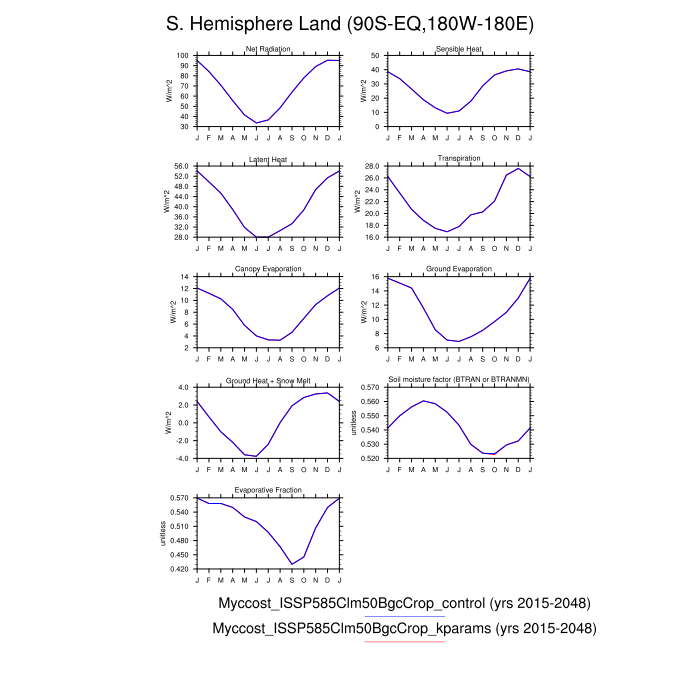 S. Hemisphere Land (90S-EQ,180W-180E)
Net Radiation
W/m^2
100
90
80
70
60
50
40
30
J F M A M J J A S O N D J
Sensible Heat
W/m^2
50
40
30
20
10
0
J F M A M J J A S O N D J
Latent Heat
W/m^2
56.0
52.0
48.0
44.0
40.0
36.0
32.0
28.0
J F M A M J J A S O N D J
Transpiration
W/m^2
28.0
26.0
24.0
22.0
20.0
18.0
16.0
J F M A M J J A S O N D J
Canopy Evaporation
W/m^2
14
12
10
8
6
4
2
J F M A M J J A S O N D J
Ground Evaporation
W/m^2
16
14
12
10
8
6
J F M A M J J A S O N D J
Ground Heat + Snow Melt
W/m^2
4.0
2.0
0.0
-2.0
-4.0
J F M A M J J A S O N D J
Soil moisture factor (BTRAN or BTRANMN)
unitless
0.570
0.560
0.550
0.540
0.530
0.520
J F M A M J J A S O N D J
Evaporative Fraction
unitless
0.570
0.540
0.510
0.480
0.450
0.420
J F M A M J J A S O N D J
Myccost_ISSP585Clm50BgcCrop_control (yrs 2015-2048)
Myccost_ISSP585Clm50BgcCrop_kparams (yrs 2015-2048)